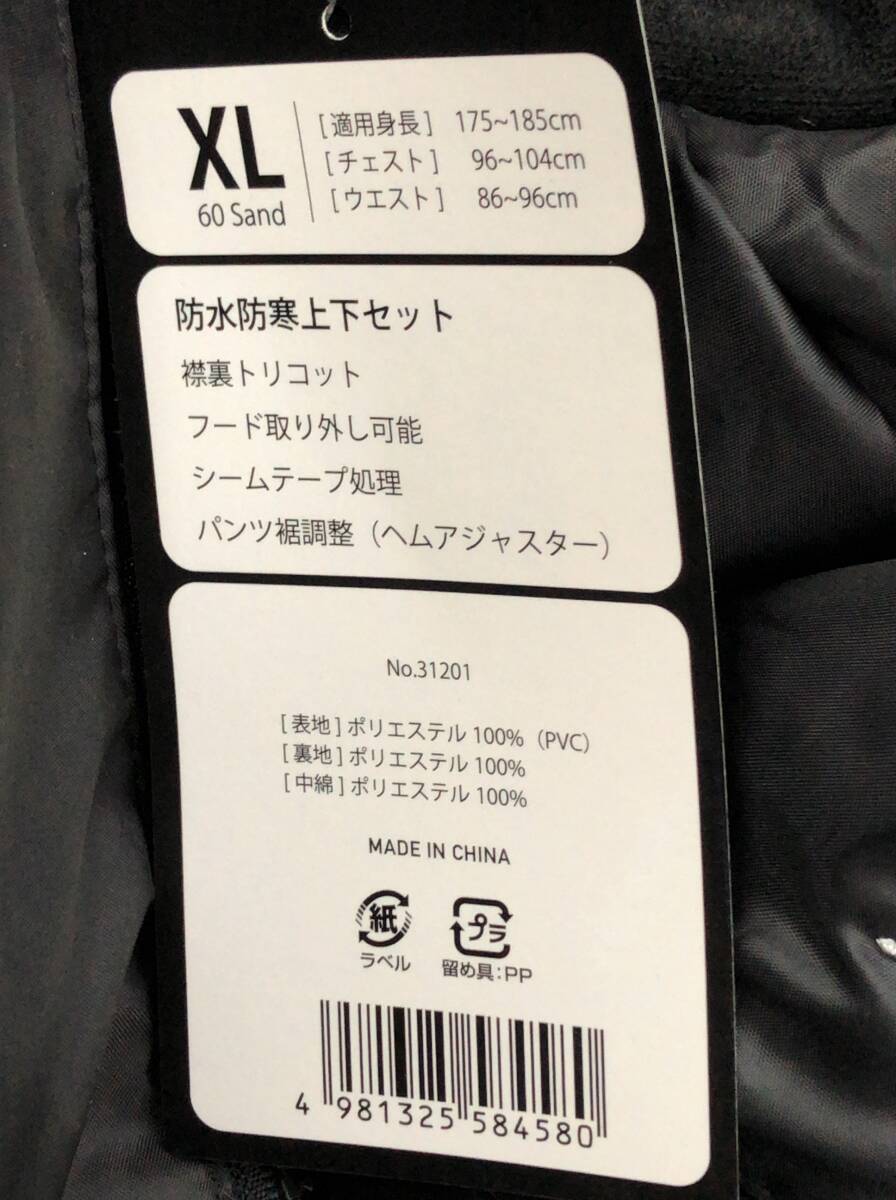 XL
60 Sand
[適用身長] 175~185cm
[チェスト] 96~104cm
[ウエスト] 86~96cm
防水防寒上下セット
襟裏トリコット
フード取り外し可能
シームテープ処理
パンツ裾調整（ヘムアジャスター）
No.31201
[表地]ポリエステル 100%（PVC）
[裏地]ポリエステル 100%
[中綿]ポリエステル 100%
MADE IN CHINA
紙
ラベル
プラ
留め具:PP
4 981325 584580